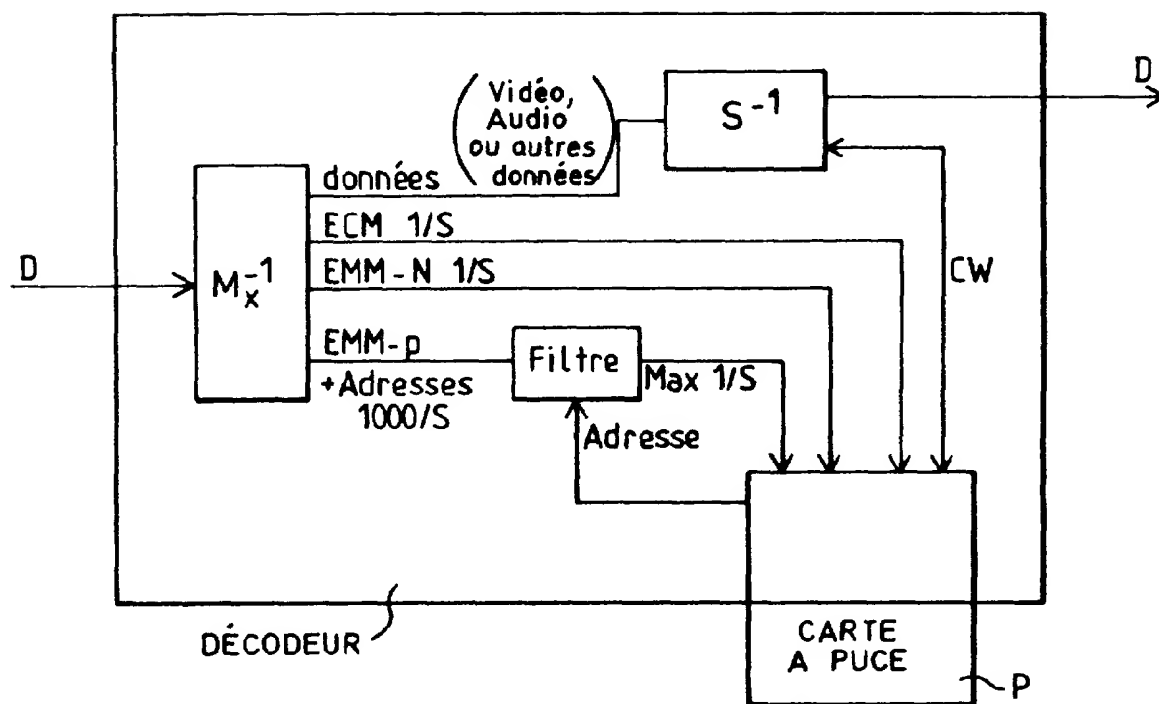 D
Vidéo,
Audio
ou autres
données
S⁻¹
D
Mₓ⁻¹
données
ECM 1/S
EMM-N 1/S
EMM-p
+Adresses
1000/S
Filtre
Max 1/S
Adresse
CW
DÉCODEUR
CARTE
A PUCE
P